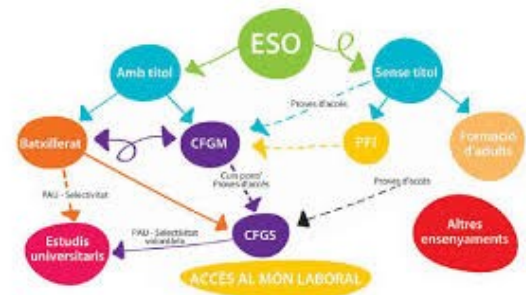 ESO
Amb títol
Sense títol
Proves d'accés
Batxillerat
CFGM
PFI
Formació
d'adults
Curs pont/
Proves d'accés
Proves d'accés
PAU - Selectivitat
PAU - Selectivitat
voluntària
Estudis
universitaris
CFGS
Altres
ensenyaments
ACCÉS AL MÓN LABORAL